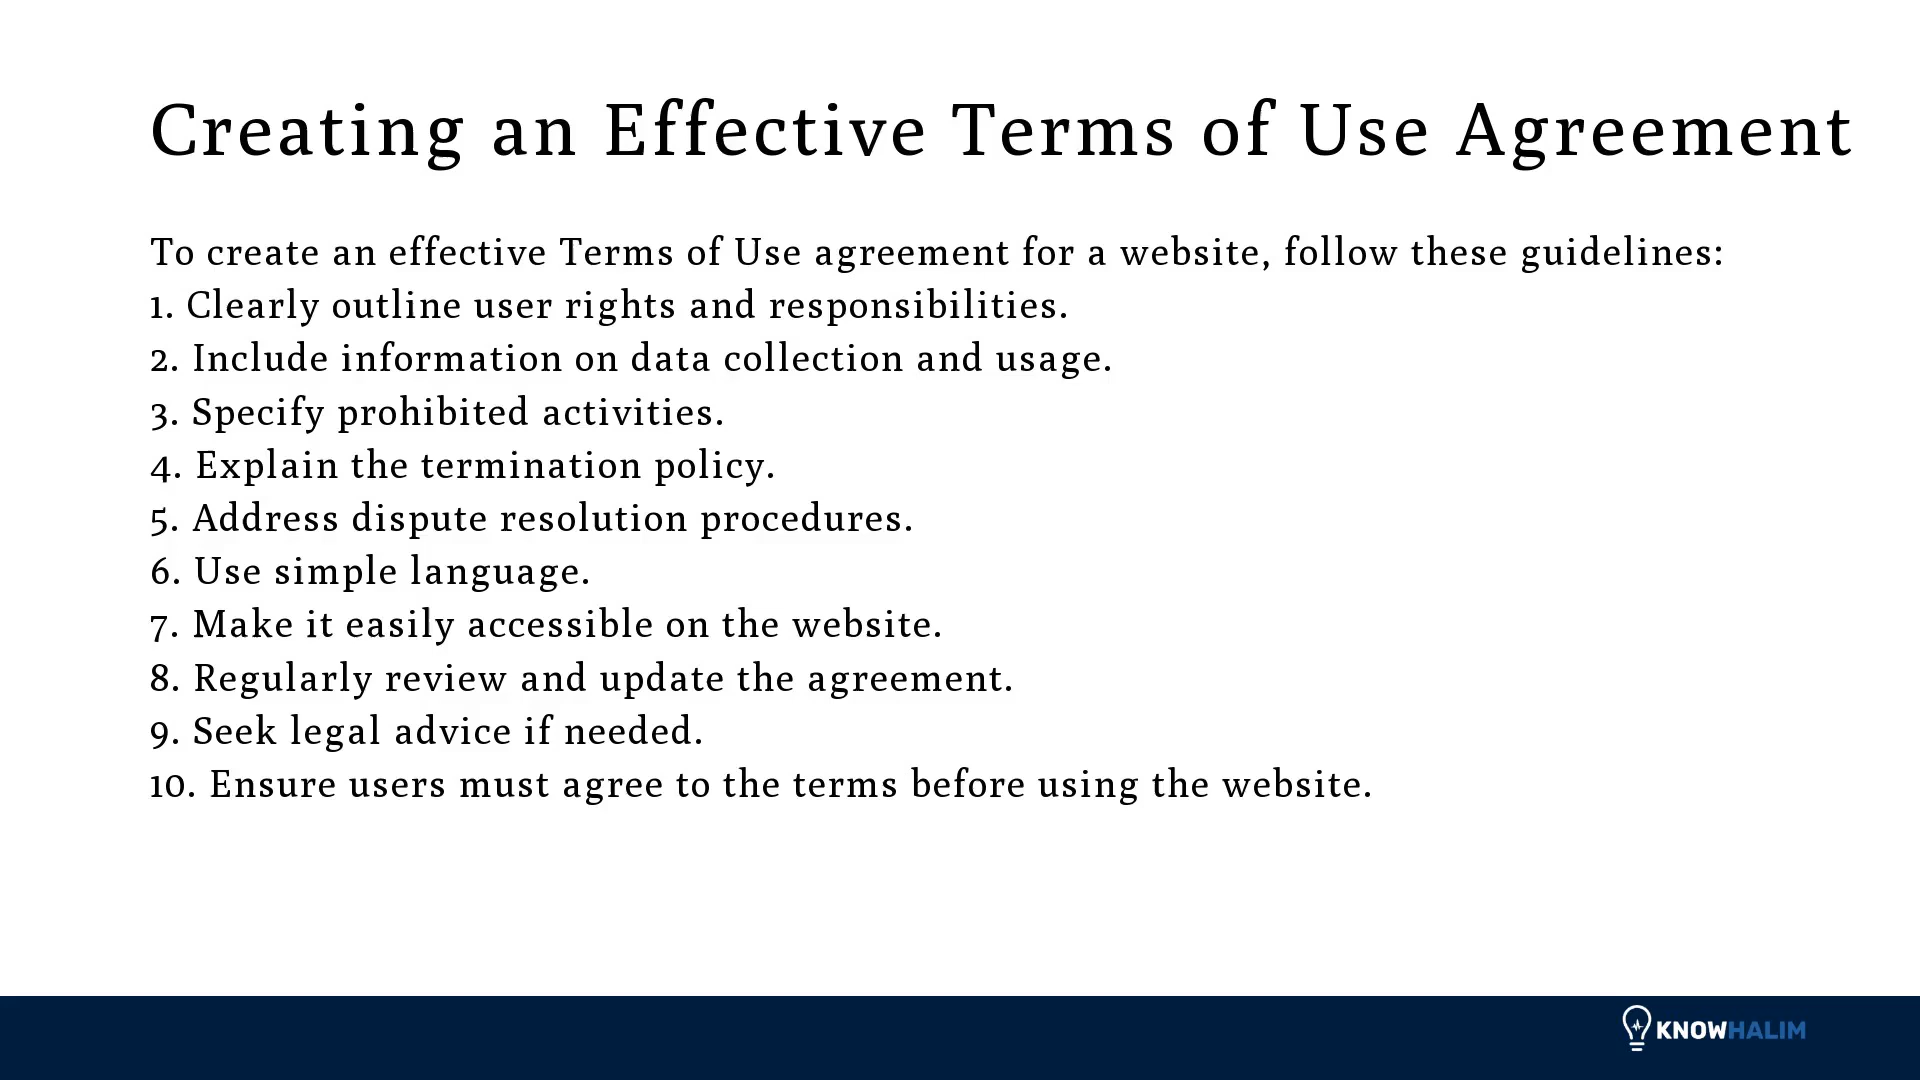 Creating an Effective Terms of Use Agreement
To create an effective Terms of Use agreement for a website, follow these guidelines:
1. Clearly outline user rights and responsibilities.
2. Include information on data collection and usage.
3. Specify prohibited activities.
4. Explain the termination policy.
5. Address dispute resolution procedures.
6. Use simple language.
7. Make it easily accessible on the website.
8. Regularly review and update the agreement.
9. Seek legal advice if needed.
10. Ensure users must agree to the terms before using the website.
KNOWHALIM